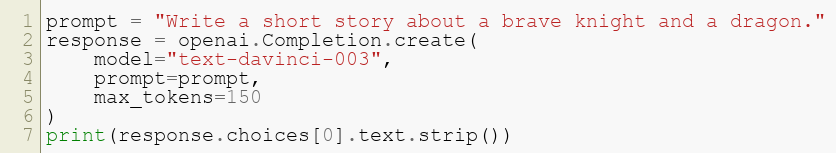 1 prompt = "Write a short story about a brave knight and a dragon."
2 response = openai.Completion.create(
3     model="text-davinci-003",
4     prompt=prompt,
5     max_tokens=150
6 )
7 print(response.choices[0].text.strip())